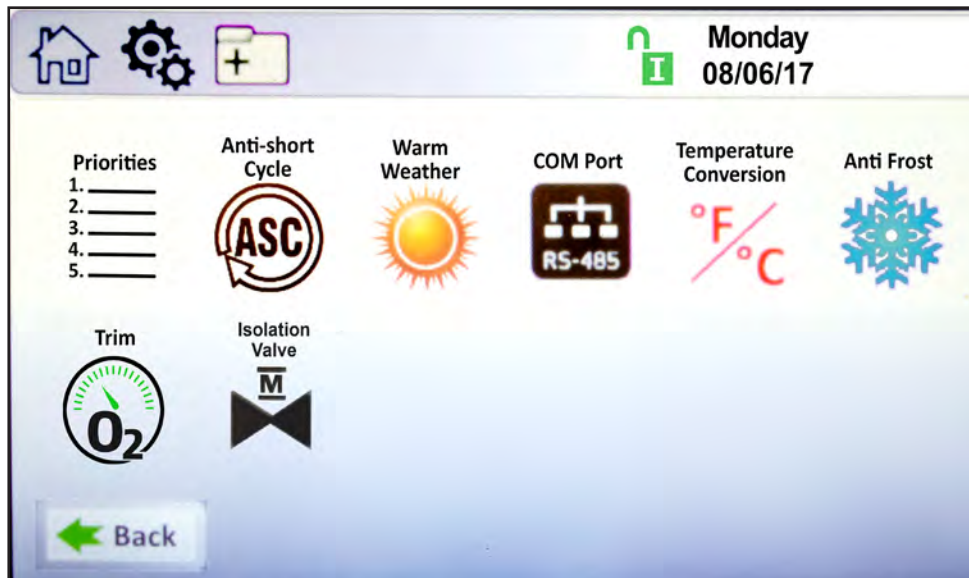 Monday
08/06/17
I
Priorities
1.
2.
3.
4.
5.
Anti-short
Cycle
ASC
Warm
Weather
COM Port
RS-485
Temperature
Conversion
°F/°C
Anti Frost
Trim
O2
Isolation
Valve
M
Back